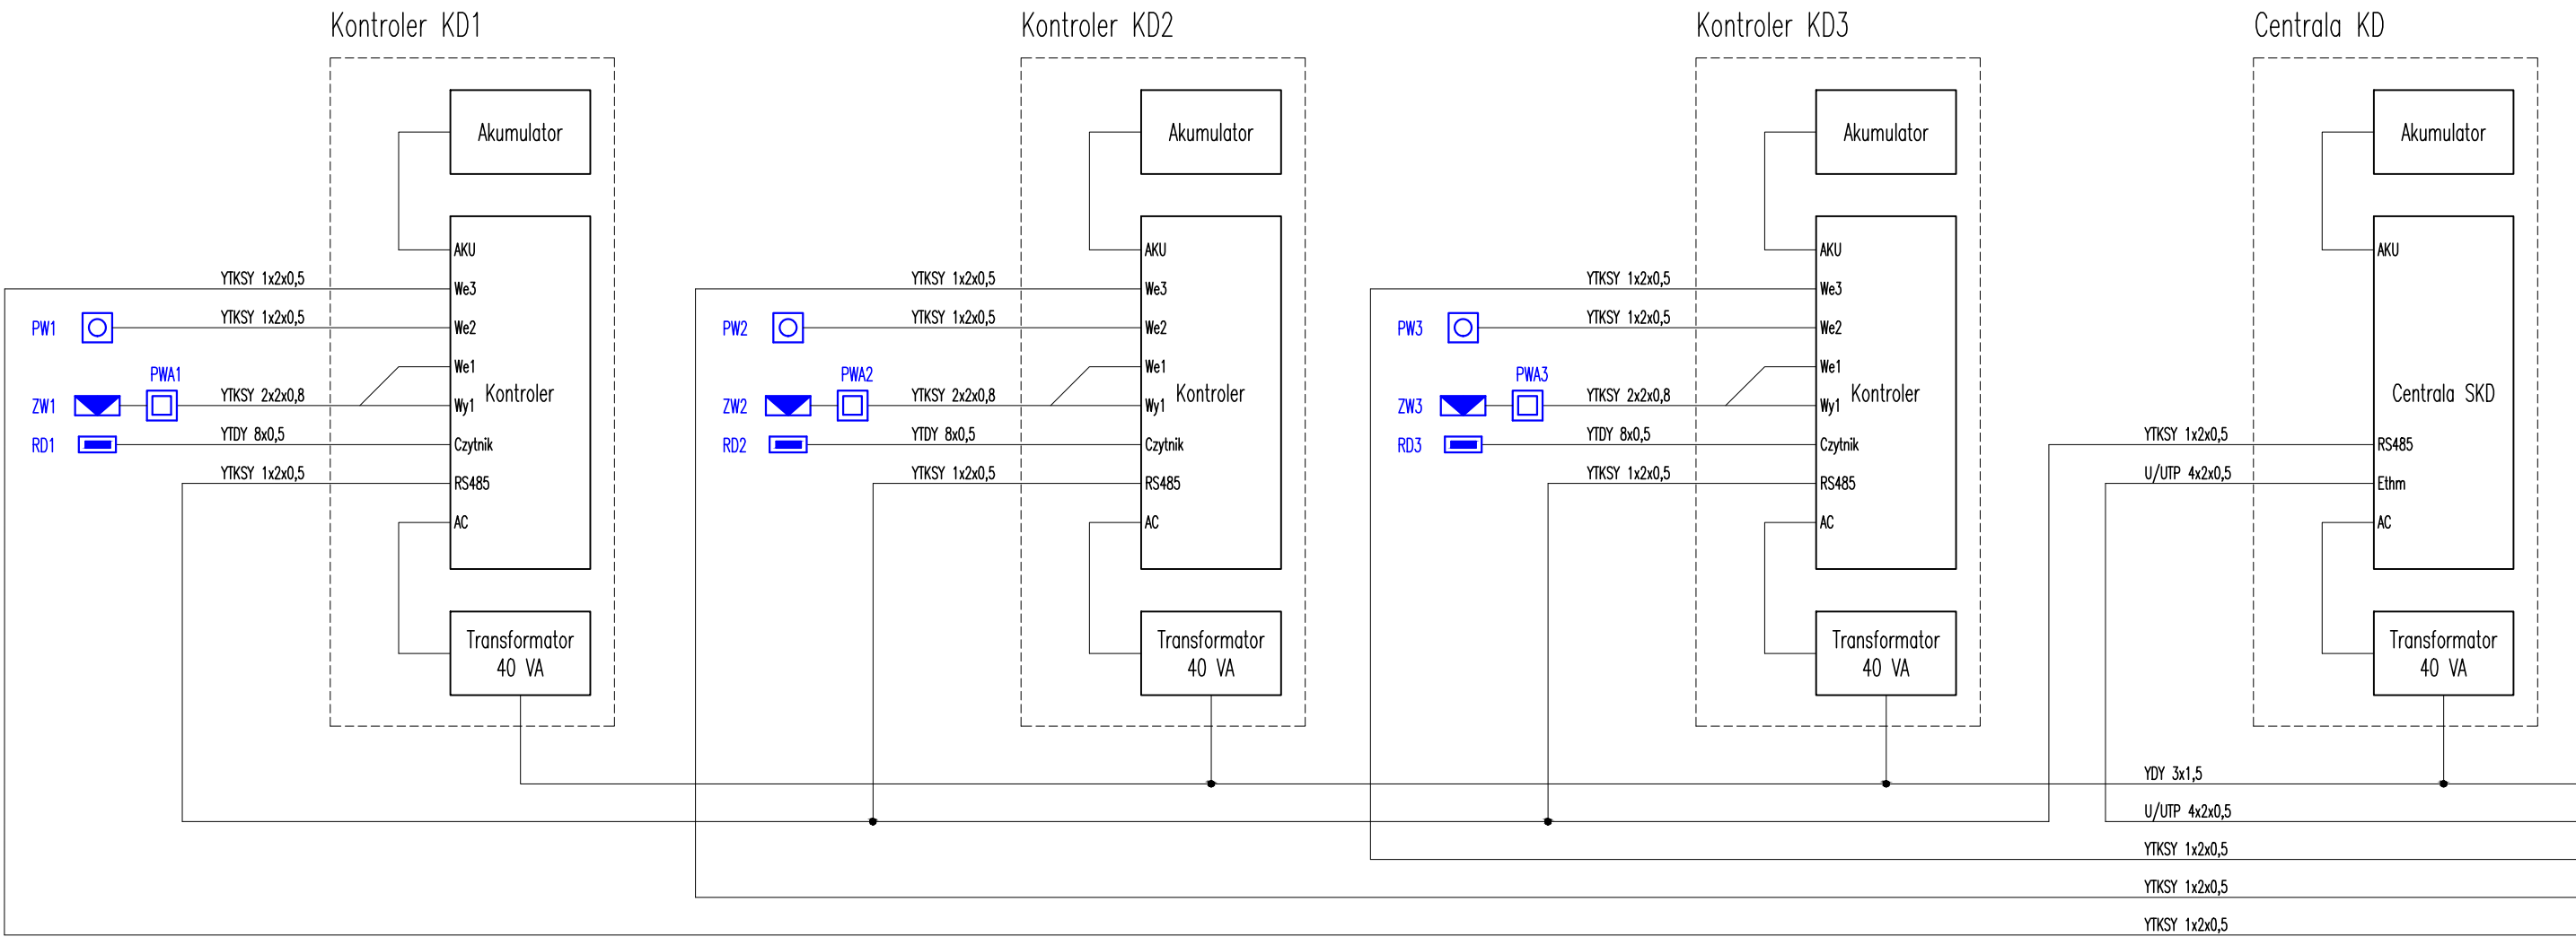 Kontroler KD1
Akumulator
AKU
YTKSY 1x2x0,5
We3
PW1
YTKSY 1x2x0,5
We2
We1
PWA1
ZW1
YTKSY 2x2x0,8
Wy1
Kontroler
RD1
YTDY 8x0,5
Czytnik
YTKSY 1x2x0,5
RS485
AC
Transformator
40 VA
Kontroler KD2
Akumulator
AKU
YTKSY 1x2x0,5
We3
PW2
YTKSY 1x2x0,5
We2
We1
PWA2
ZW2
YTKSY 2x2x0,8
Wy1
Kontroler
RD2
YTDY 8x0,5
Czytnik
YTKSY 1x2x0,5
RS485
AC
Transformator
40 VA
Kontroler KD3
Akumulator
AKU
YTKSY 1x2x0,5
We3
PW3
YTKSY 1x2x0,5
We2
We1
PWA3
ZW3
YTKSY 2x2x0,8
Wy1
Kontroler
RD3
YTDY 8x0,5
Czytnik
YTKSY 1x2x0,5
RS485
AC
Transformator
40 VA
Centrala KD
Akumulator
AKU
Centrala SKD
YTKSY 1x2x0,5
RS485
U/UTP 4x2x0,5
Ethm
AC
Transformator
40 VA
YDY 3x1,5
U/UTP 4x2x0,5
YTKSY 1x2x0,5
YTKSY 1x2x0,5
YTKSY 1x2x0,5